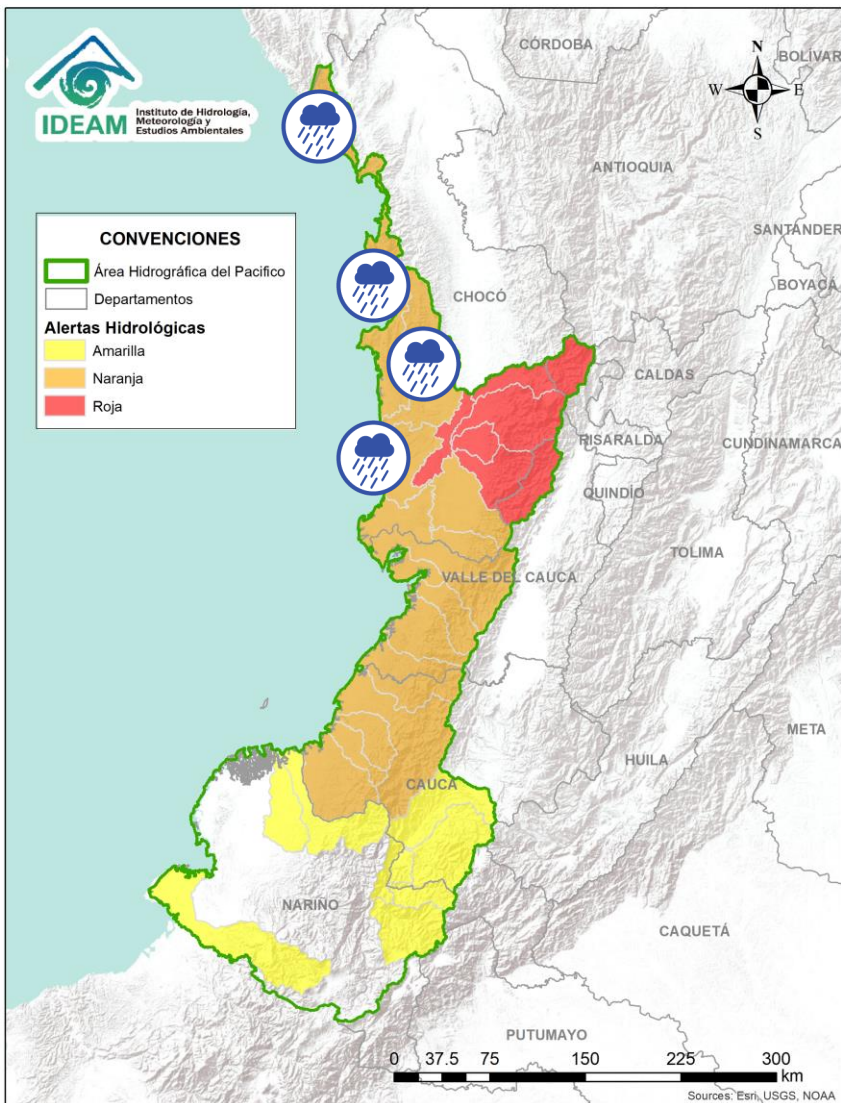 IDEAM
Instituto de Hidrología,
Meteorología y
Estudios Ambientales
CÓRDOBA
BOLÍVAR
N
W
E
S
ANTIOQUIA
SANTANDER
BOYACÁ
CONVENCIONES
Área Hidrográfica del Pacifico
Departamentos
Alertas Hidrológicas
Amarilla
Naranja
Roja
CHOCÓ
CALDAS
RISARALDA
CUNDINAMARCA
QUINDÍO
TOLIMA
VALLE DEL CAUCA
META
HUILA
CAUCA
NARIÑO
CAQUETÁ
PUTUMAYO
0 37.5 75 150 225 300
km
Sources: Esri, USGS, NOAA